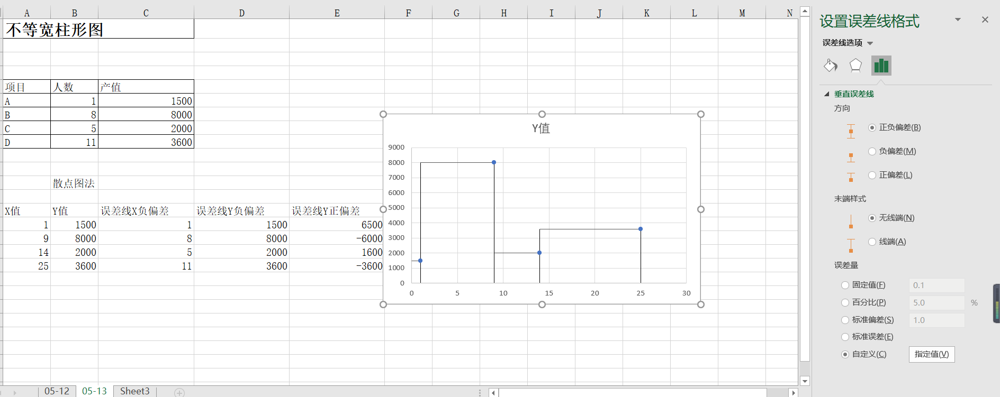 A B C D E F G H I J K L M N
不等宽柱形图
项目 人数 产值
A 1 1500
B 8 8000
C 5 2000
D 11 3600
散点图法
X值 Y值 误差线X负偏差 误差线Y负偏差 误差线Y正偏差
1 1500 1 1500 6500
9 8000 8 8000 -6000
14 2000 5 2000 1600
25 3600 11 3600 -3600
Y值
9000
8000
7000
6000
5000
4000
3000
2000
1000
0
0 5 10 15 20 25 30
05-12 05-13 Sheet3
设置误差线格式
误差线选项
垂直误差线
方向
正负偏差(B)
负偏差(M)
正偏差(L)
末端样式
无线端(N)
线端(A)
误差量
固定值(F) 0.1
百分比(P) 5.0 %
标准偏差(S) 1.0
标准误差(E)
自定义(C) 指定值(V)